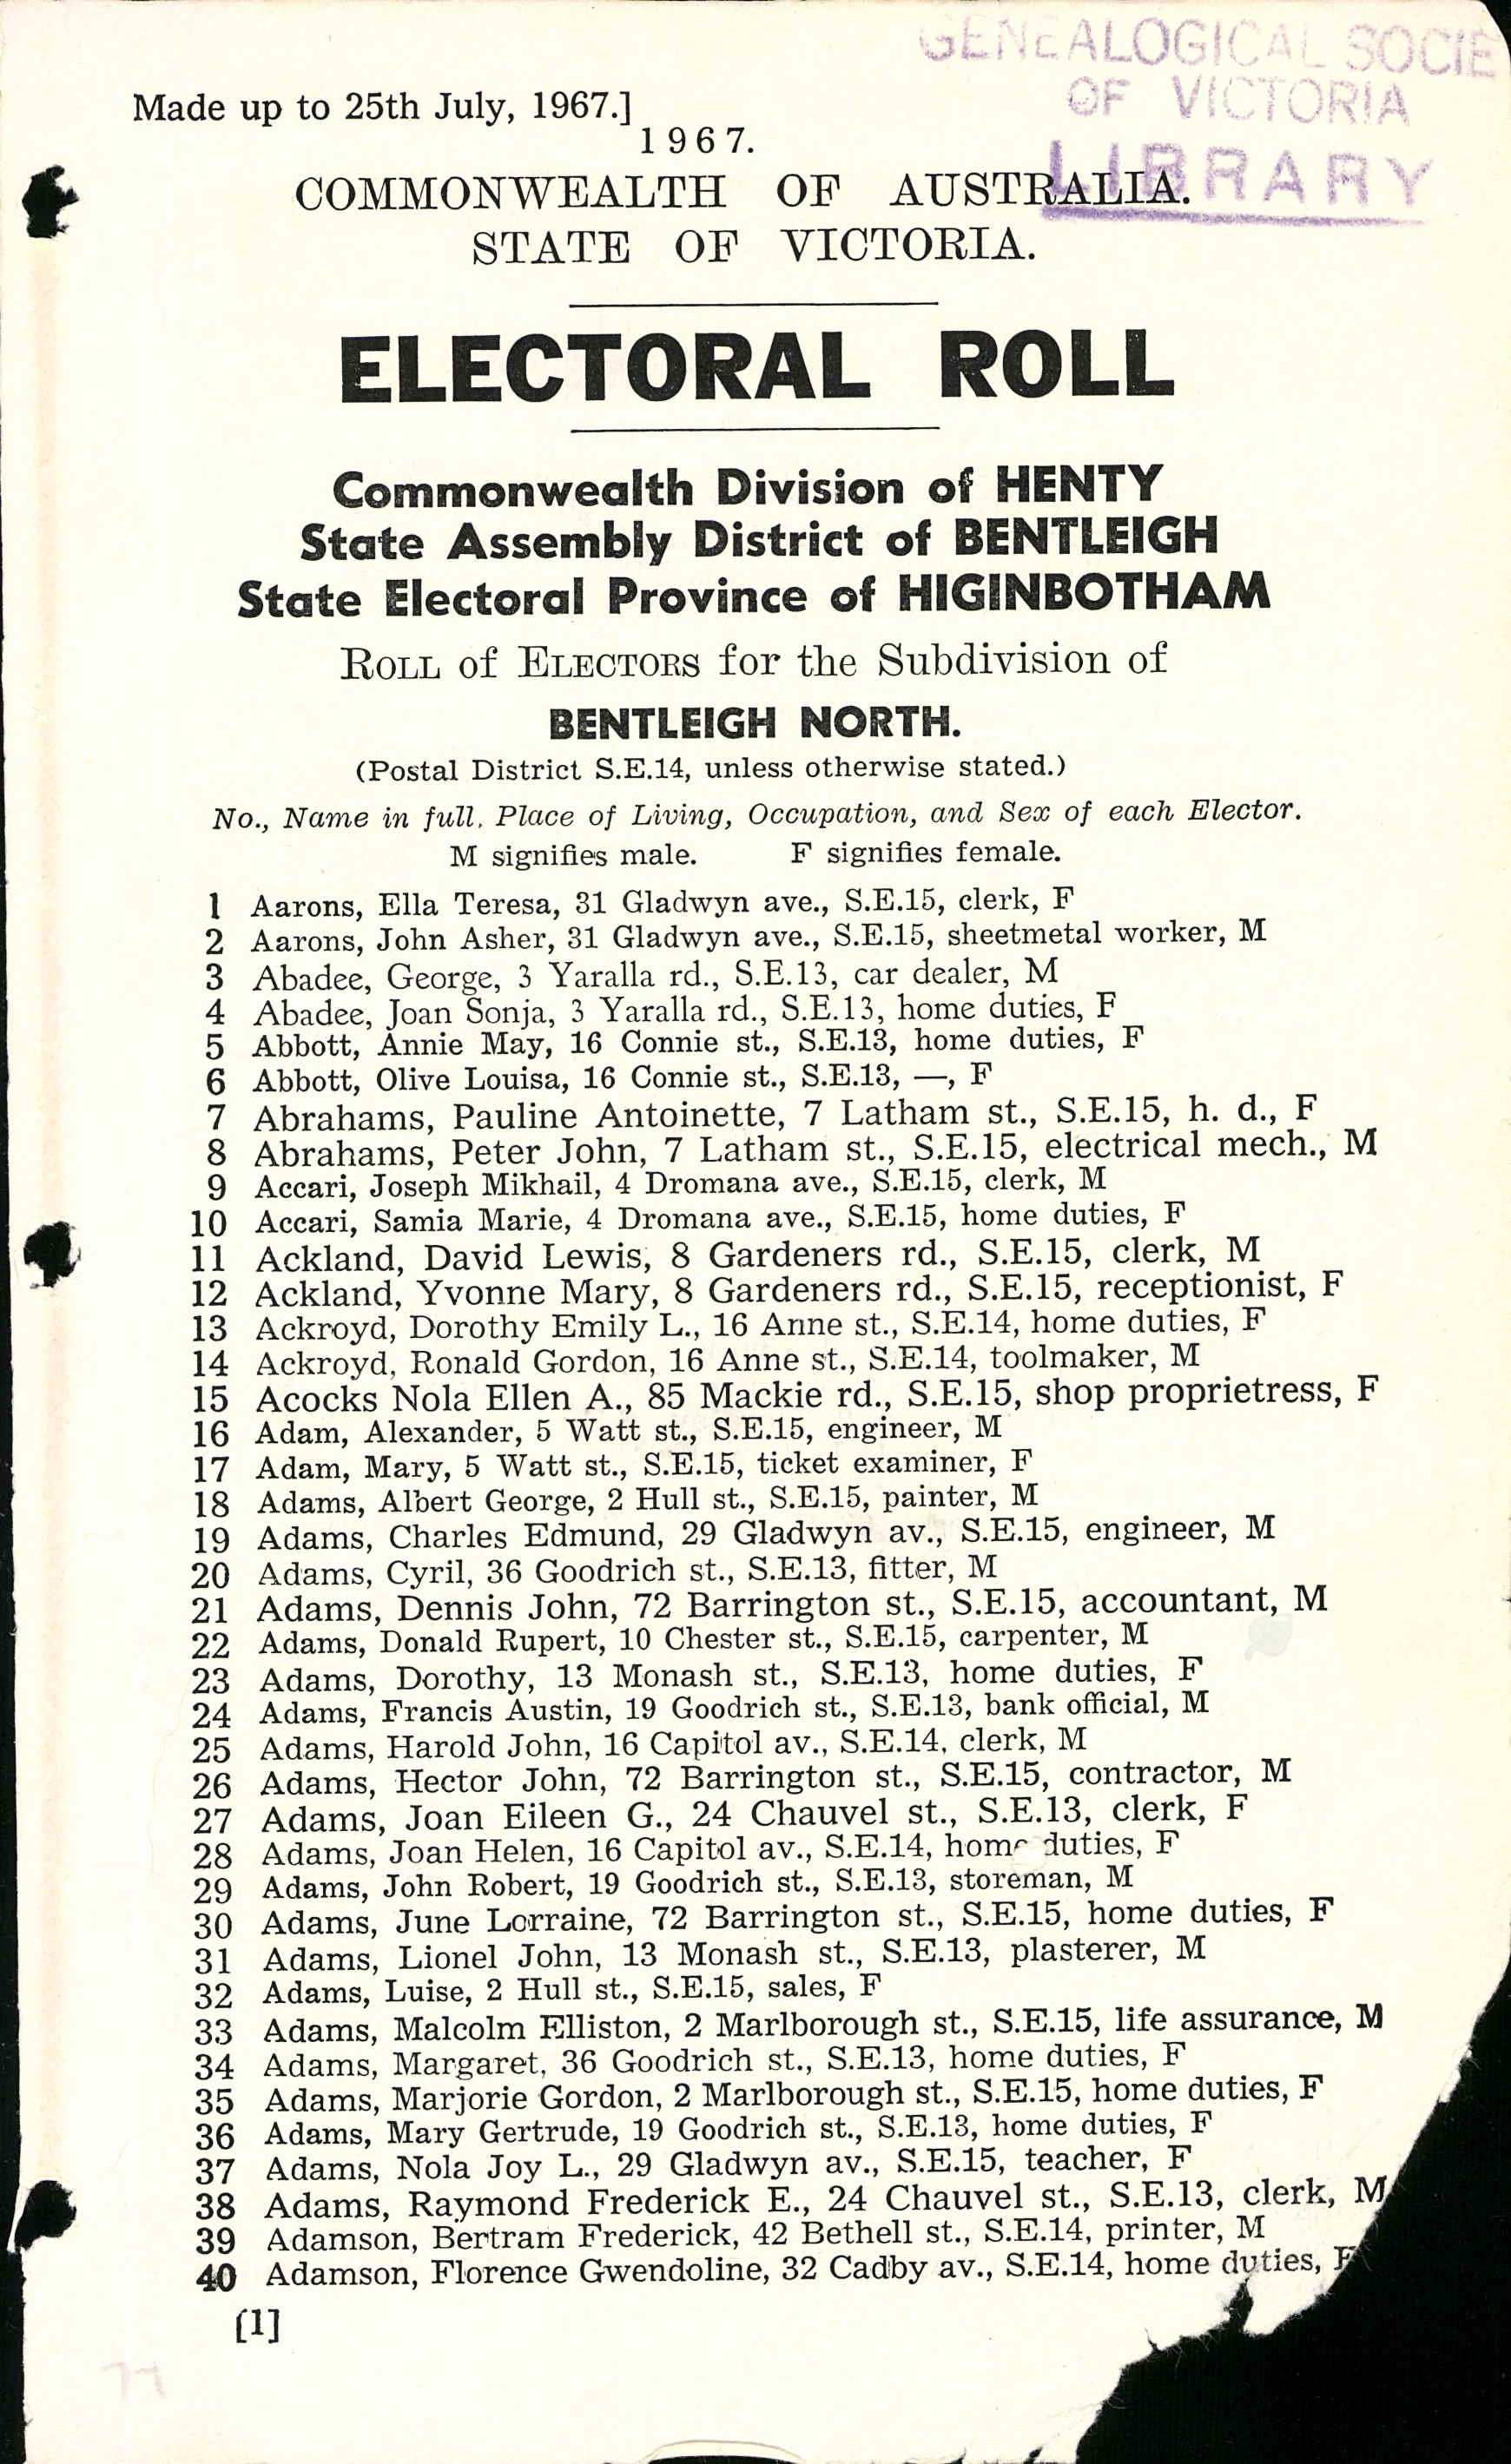 GENEALOGICAL SOCIE
OF VICTORIA
LIBRARY
Made up to 25th July, 1967.]
1967.
COMMONWEALTH OF AUSTRALIA.
STATE OF VICTORIA.
ELECTORAL ROLL
Commonwealth Division of HENTY
State Assembly District of BENTLEIGH
State Electoral Province of HIGINBOTHAM
ROLL of ELECTORS for the Subdivision of
BENTLEIGH NORTH.
(Postal District S.E.14, unless otherwise stated.)
No., Name in full, Place of Living, Occupation, and Sex of each Elector.
M signifies male. F signifies female.
1 Aarons, Ella Teresa, 31 Gladwyn ave., S.E.15, clerk, F
2 Aarons, John Asher, 31 Gladwyn ave., S.E.15, sheetmetal worker, M
3 Abadee, George, 3 Yaralla rd., S.E.13, car dealer, M
4 Abadee, Joan Sonja, 3 Yaralla rd., S.E.13, home duties, F
5 Abbott, Annie May, 16 Connie st., S.E.13, home duties, F
6 Abbott, Olive Louisa, 16 Connie st., S.E.13, —, F
7 Abrahams, Pauline Antoinette, 7 Latham st., S.E.15, h. d., F
8 Abrahams, Peter John, 7 Latham st., S.E.15, electrical mech., M
9 Accari, Joseph Mikhail, 4 Dromana ave., S.E.15, clerk, M
10 Accari, Samia Marie, 4 Dromana ave., S.E.15, home duties, F
11 Ackland, David Lewis, 8 Gardeners rd., S.E.15, clerk, M
12 Ackland, Yvonne Mary, 8 Gardeners rd., S.E.15, receptionist, F
13 Ackroyd, Dorothy Emily L., 16 Anne st., S.E.14, home duties, F
14 Ackroyd, Ronald Gordon, 16 Anne st., S.E.14, toolmaker, M
15 Acocks Nola Ellen A., 85 Mackie rd., S.E.15, shop proprietress, F
16 Adam, Alexander, 5 Watt st., S.E.15, engineer, M
17 Adam, Mary, 5 Watt st., S.E.15, ticket examiner, F
18 Adams, Albert George, 2 Hull st., S.E.15, painter, M
19 Adams, Charles Edmund, 29 Gladwyn av., S.E.15, engineer, M
20 Adams, Cyril, 36 Goodrich st., S.E.13, fitter, M
21 Adams, Dennis John, 72 Barrington st., S.E.15, accountant, M
22 Adams, Donald Rupert, 10 Chester st., S.E.15, carpenter, M
23 Adams, Dorothy, 13 Monash st., S.E.13, home duties, F
24 Adams, Francis Austin, 19 Goodrich st., S.E.13, bank official, M
25 Adams, Harold John, 16 Capitol av., S.E.14, clerk, M
26 Adams, Hector John, 72 Barrington st., S.E.15, contractor, M
27 Adams, Joan Eileen G., 24 Chauvel st., S.E.13, clerk, F
28 Adams, Joan Helen, 16 Capitol av., S.E.14, home duties, F
29 Adams, John Robert, 19 Goodrich st., S.E.13, storeman, M
30 Adams, June Lorraine, 72 Barrington st., S.E.15, home duties, F
31 Adams, Lionel John, 13 Monash st., S.E.13, plasterer, M
32 Adams, Luise, 2 Hull st., S.E.15, sales, F
33 Adams, Malcolm Elliston, 2 Marlborough st., S.E.15, life assurance, M
34 Adams, Margaret, 36 Goodrich st., S.E.13, home duties, F
35 Adams, Marjorie Gordon, 2 Marlborough st., S.E.15, home duties, F
36 Adams, Mary Gertrude, 19 Goodrich st., S.E.13, home duties, F
37 Adams, Nola Joy L., 29 Gladwyn av., S.E.15, teacher, F
38 Adams, Raymond Frederick E., 24 Chauvel st., S.E.13, clerk, M
39 Adamson, Bertram Frederick, 42 Bethell st., S.E.14, printer, M
40 Adamson, Florence Gwendoline, 32 Cadby av., S.E.14, home duties, F
[1]